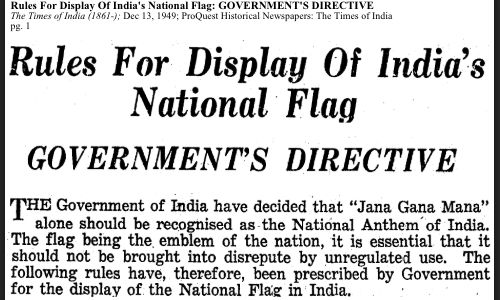 Rules For Display Of India's National Flag: GOVERNMENT'S DIRECTIVE
The Times of India (1861-); Dec 13, 1949; ProQuest Historical Newspapers: The Times of India
pg. 1
Rules For Display Of India's
National Flag
GOVERNMENT'S DIRECTIVE
THE Government of India have decided that "Jana Gana Mana"
alone should be recognised as the National Anthem of India.
The flag being the emblem of the nation, it is essential that it
should not be brought into disrepute by unregulated use. The
following rules have, therefore, been prescribed by Government
for the display of the National Flag in India.